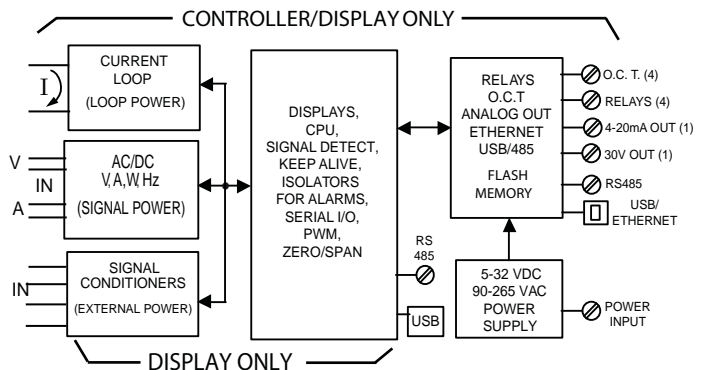 CONTROLLER/DISPLAY ONLY
CURRENT
LOOP
(LOOP POWER)
I
V
IN
A
AC/DC
V, A, W, Hz
(SIGNAL POWER)
IN
SIGNAL
CONDITIONERS
(EXTERNAL POWER)
DISPLAYS,
CPU,
SIGNAL DETECT,
KEEP ALIVE,
ISOLATORS
FOR ALARMS,
SERIAL I/O,
PWM,
ZERO/SPAN
RS
485
USB
RELAYS
O.C.T
ANALOG OUT
ETHERNET
USB/485
FLASH
MEMORY
O.C. T. (4)
RELAYS (4)
4-20mA OUT (1)
30V OUT (1)
RS485
USB/
ETHERNET
5-32 VDC
90-265 VAC
POWER
SUPPLY
POWER
INPUT
DISPLAY ONLY